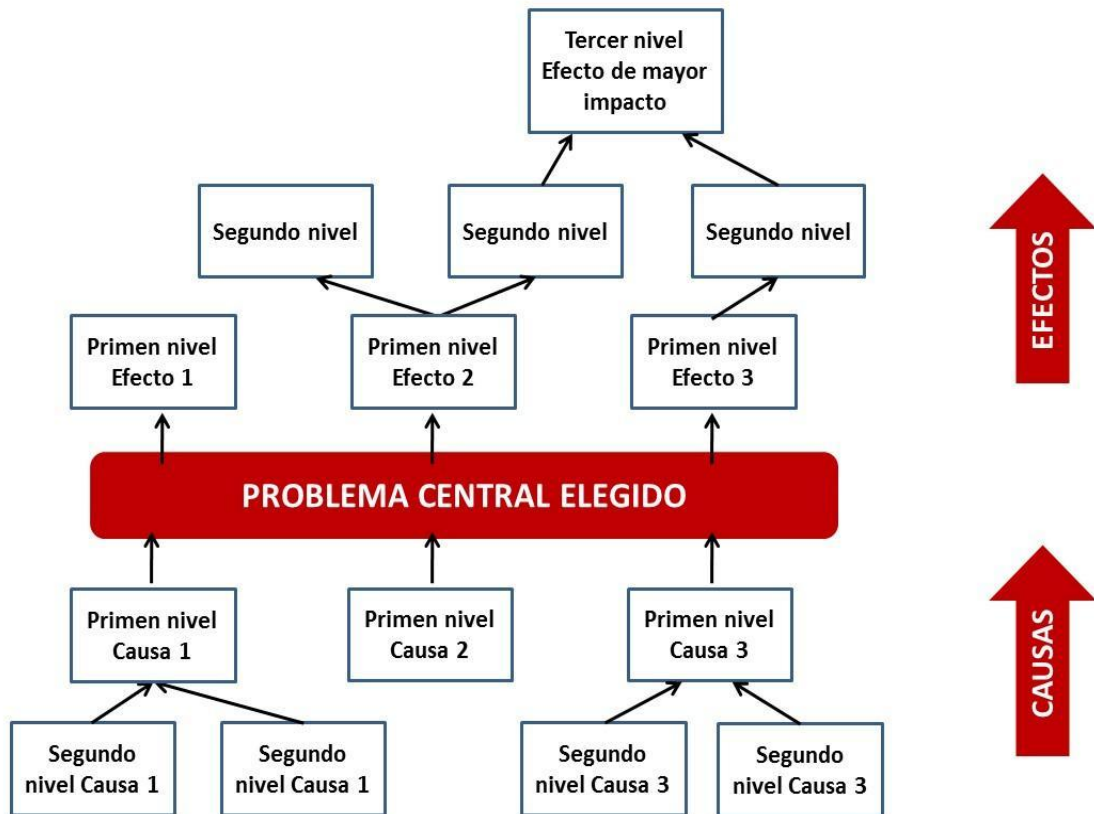 Tercer nivel
Efecto de mayor
impacto
Segundo nivel
Segundo nivel
Segundo nivel
EFECTOS
Primen nivel
Efecto 1
Primen nivel
Efecto 2
Primen nivel
Efecto 3
PROBLEMA CENTRAL ELEGIDO
Primen nivel
Causa 1
Primen nivel
Causa 2
Primen nivel
Causa 3
CAUSAS
Segundo
nivel Causa 1
Segundo
nivel Causa 1
Segundo
nivel Causa 3
Segundo
nivel Causa 3